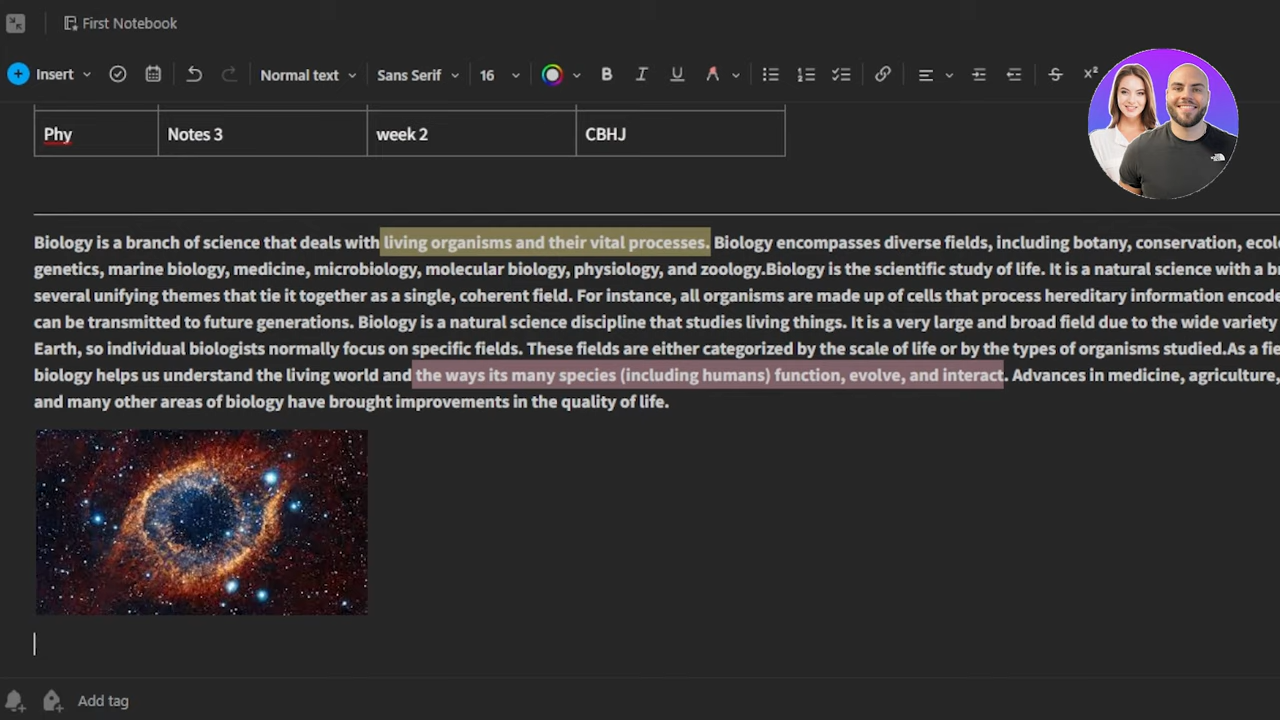 First Notebook
Insert Normal text Sans Serif 16 B I U A S X²
Phy Notes 3 week 2 CBHJ
Biology is a branch of science that deals with living organisms and their vital processes. Biology encompasses diverse fields, including botany, conservation,
genetics, marine biology, medicine, microbiology, molecular biology, physiology, and zoology.Biology is the scientific study of life. It is a natural science with a
several unifying themes that tie it together as a single, coherent field. For instance, all organisms are made up of cells that process hereditary information
can be transmitted to future generations. Biology is a natural science discipline that studies living things. It is a very large and broad field due to the wide variety
Earth, so individual biologists normally focus on specific fields. These fields are either categorized by the scale of life or by the types of organisms studied.As a
biology helps us understand the living world and the ways its many species (including humans) function, evolve, and interact. Advances in medicine, agriculture,
and many other areas of biology have brought improvements in the quality of life.
Add tag